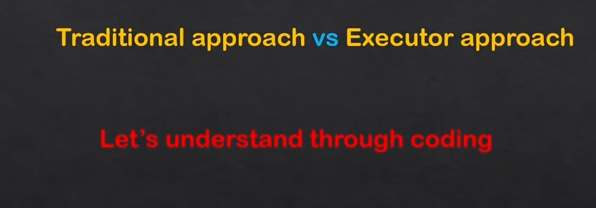 Traditional approach vs Executor approach
Let's understand through coding